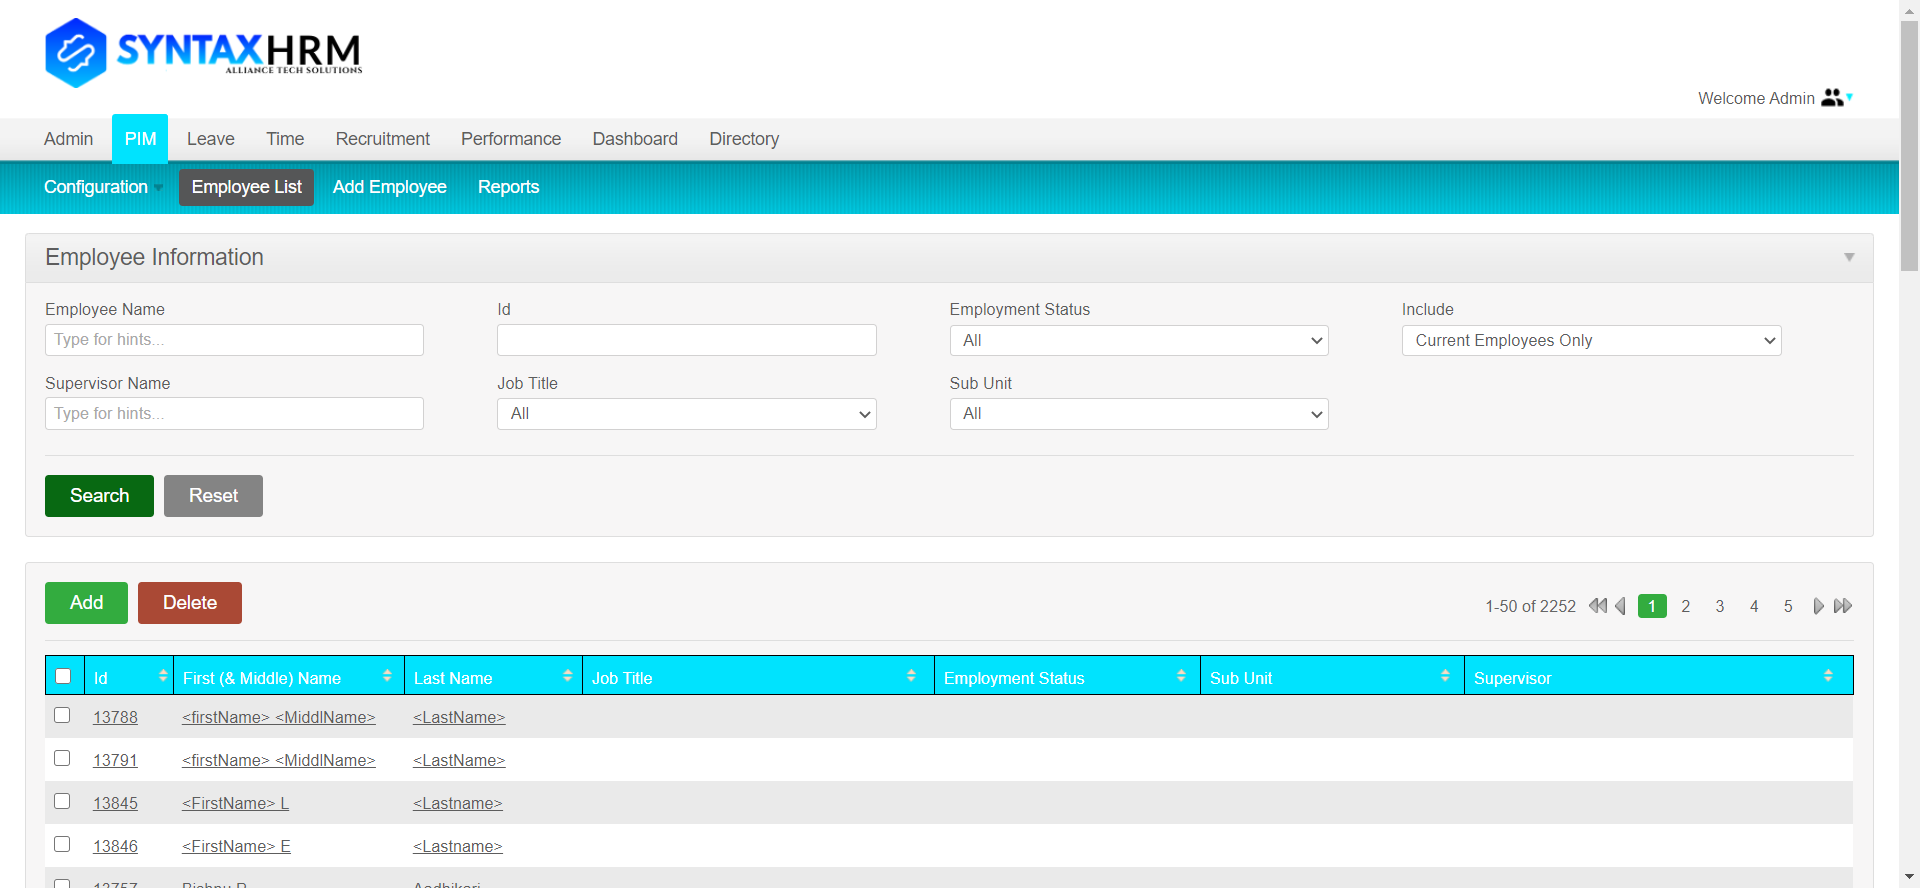 SYNTAXHRM
ALLIANCE TECH SOLUTIONS
Welcome Admin
Admin PIM Leave Time Recruitment Performance Dashboard Directory
Configuration Employee List Add Employee Reports
Employee Information
Employee Name Id Employment Status Include
Type for hints... All Current Employees Only
Supervisor Name Job Title Sub Unit
Type for hints... All All
Search Reset
Add Delete 1-50 of 2252 1 2 3 4 5
Id First (& Middle) Name Last Name Job Title Employment Status Sub Unit Supervisor
13788 <firstName> <MiddlName> <LastName>
13791 <firstName> <MiddlName> <LastName>
13845 <FirstName> L <Lastname>
13846 <FirstName> E <Lastname>
13757 Bishnu P Aadhikari